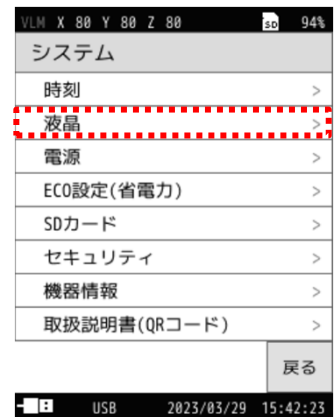 VLM X 80 Y 80 Z 80 SD 94%
システム
時刻 >
液晶 >
電源 >
ECO設定(省電力) >
SDカード >
セキュリティ >
機器情報 >
取扱説明書(QRコード) >
戻る
USB 2023/03/29 15:42:23